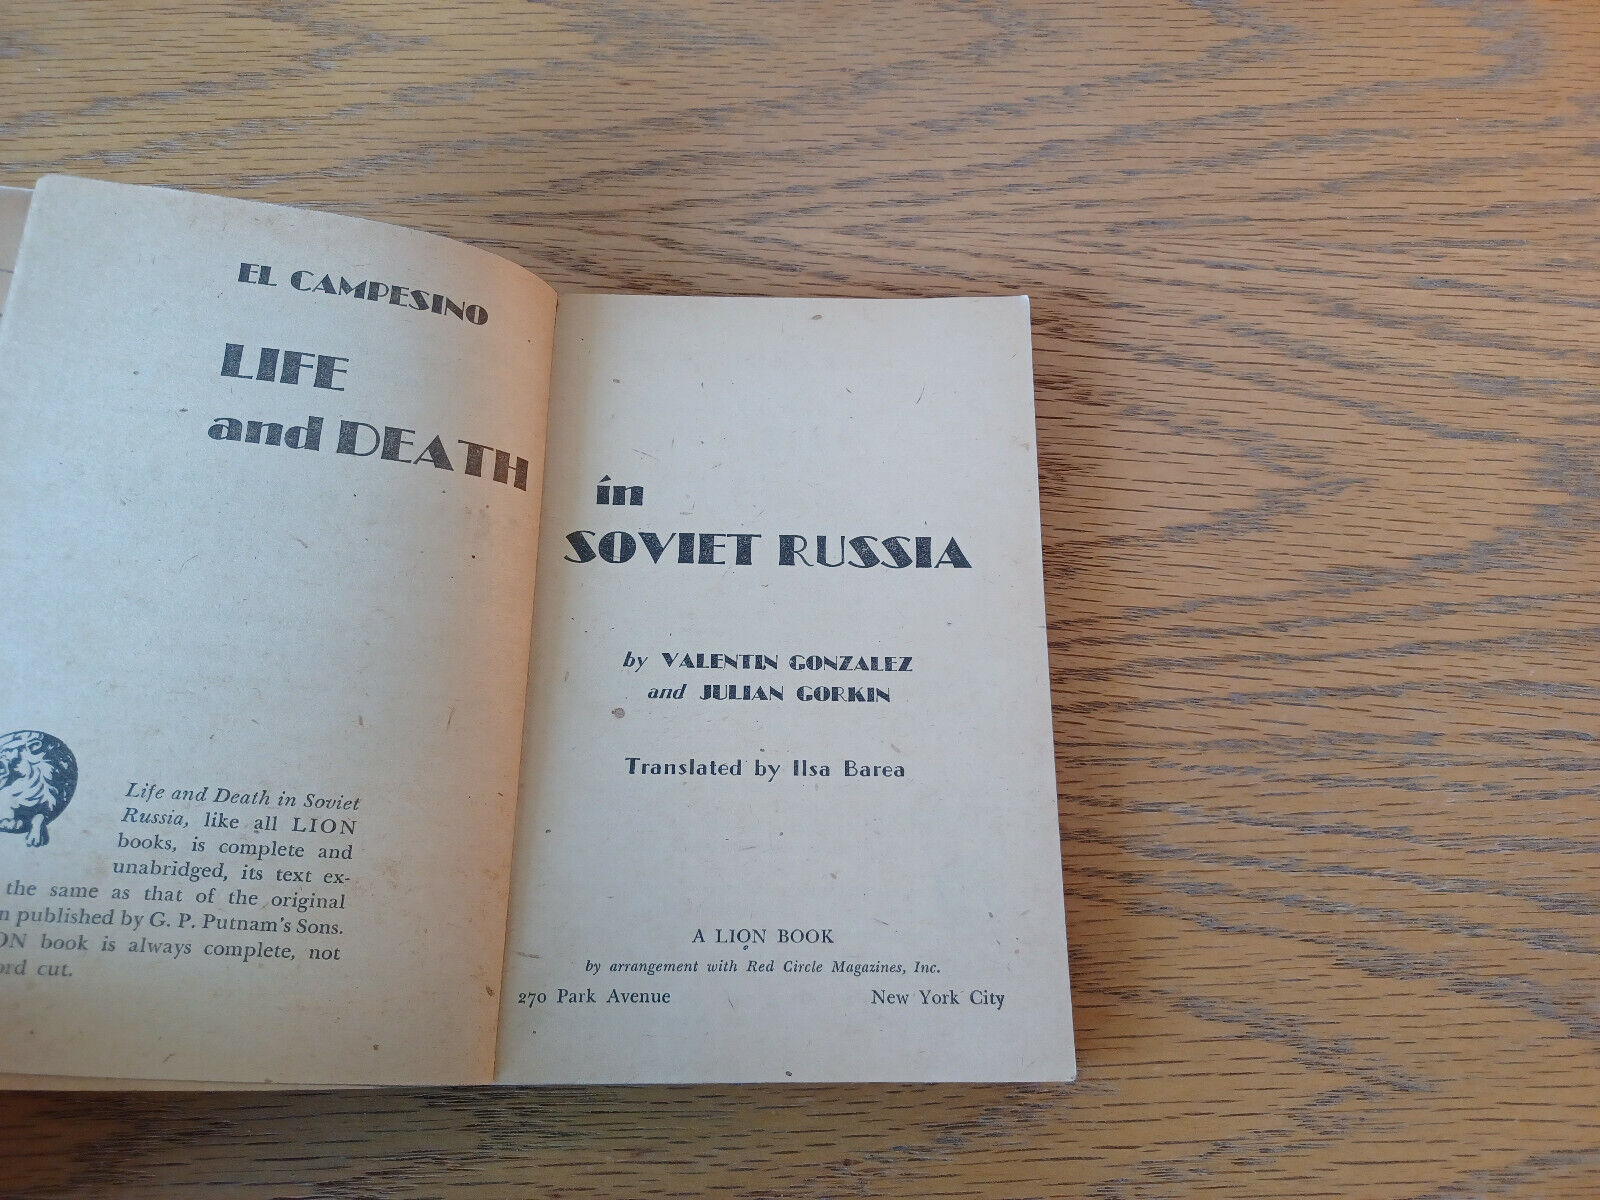 EL CAMPESINO
LIFE
and DEATH
Life and Death in Soviet
Russia, like all LION
books, is complete and
unabridged, its text ex-
the same as that of the original
published by G. P. Putnam's Sons.
book is always complete, not
cut.
in
SOVIET RUSSIA
by VALENTIN GONZALEZ
and JULIAN GORKIN
Translated by Ilsa Barea
A LION BOOK
by arrangement with Red Circle Magazines, Inc.
270 Park Avenue New York City